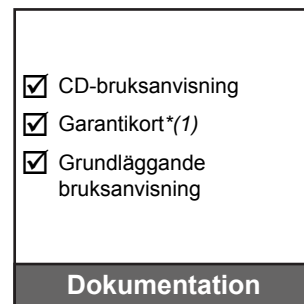 CD-bruksanvisning
Garantikort*(1)
Grundläggande
bruksanvisning
Dokumentation